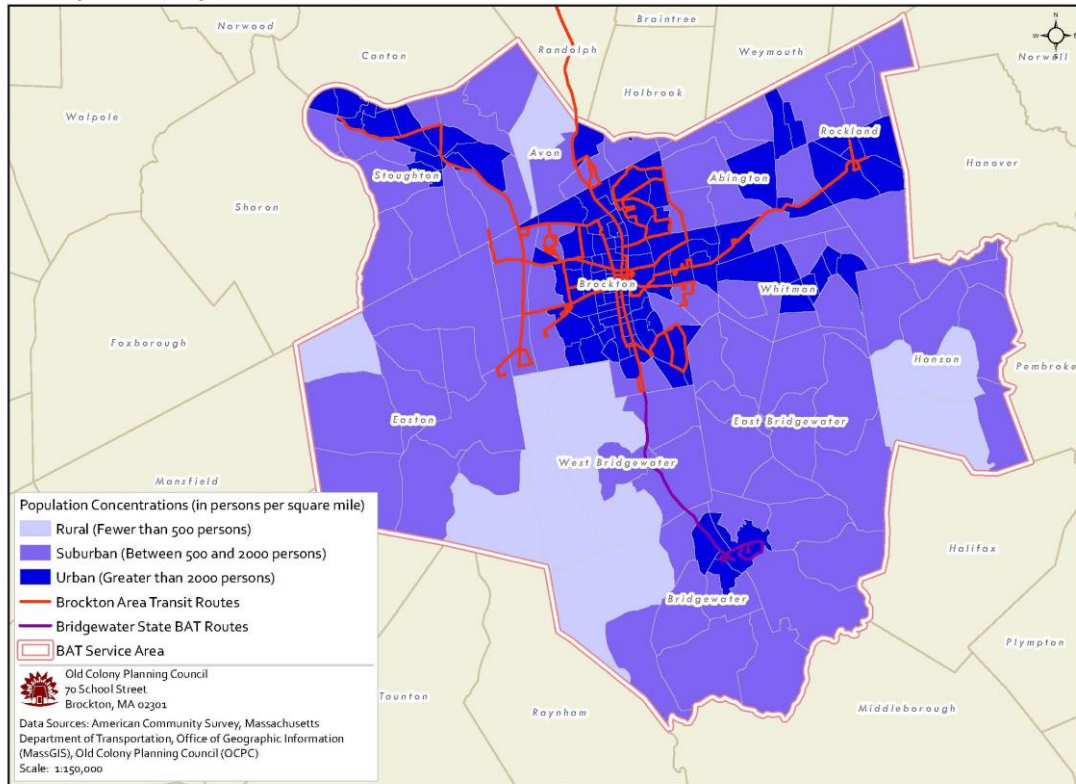 Norwood
Canton
Randolph
Braintree
Weymouth
N
W
E
S
Norwell
Holbrook
Walpole
Rockland
Hanover
Avon
Stoughton
Abington
Sharon
Brockton
Whitman
Foxborough
Hanson
Pembroke
Easton
East Bridgewater
West Bridgewater
Mansfield
Halifax
Bridgewater
Plympton
Taunton
Raynham
Middleborough
Population Concentrations (in persons per square mile)
Rural (Fewer than 500 persons)
Suburban (Between 500 and 2000 persons)
Urban (Greater than 2000 persons)
Brockton Area Transit Routes
Bridgewater State BAT Routes
BAT Service Area
Old Colony Planning Council
70 School Street
Brockton, MA 02301
Data Sources: American Community Survey, Massachusetts
Department of Transportation, Office of Geographic Information
(MassGIS), Old Colony Planning Council (OCPC)
Scale: 1:150,000